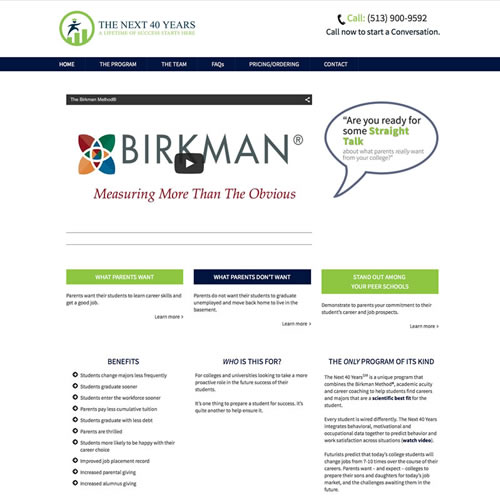 THE NEXT 40 YEARS
A LIFETIME OF SUCCESS STARTS HERE
Call: (513) 900-9592
Call now to start a Conversation.
HOME
THE PROGRAM
THE TEAM
FAQs
PRICING/ORDERING
CONTACT
The Birkman Method®
BIRKMAN®
Measuring More Than The Obvious
"Are you ready for
some Straight
Talk
about what parents really want
from your college?"
WHAT PARENTS WANT
Parents want their students to learn career skills and
get a good job.
Learn more >
WHAT PARENTS DON'T WANT
Parents do not want their students to graduate
unemployed and move back home to live in the
basement.
Learn more >
STAND OUT AMONG
YOUR PEER SCHOOLS
Demonstrate to parents your commitment to their
student's career and job prospects.
Learn more >
BENEFITS
Students change majors less frequently
Students graduate sooner
Students enter the workforce sooner
Parents pay less cumulative tuition
Students graduate with less debt
Parents are thrilled
Students more likely to be happy with their
career choice
Improved job placement record
Increased parental giving
Increased alumnus giving
WHO IS THIS FOR?
For colleges and universities looking to take a more
proactive role in the future success of their
students.
It's one thing to prepare a student for success. It's
quite another to help ensure it.
THE ONLY PROGRAM OF ITS KIND
The Next 40 Years℠ is a unique program that
combines the Birkman Method®, academic acuity
and career coaching to help students find careers
and majors that are a scientific best fit for the
student.
Every student is wired differently. The Next 40 Years
integrates behavioral, motivational and
occupational data together to predict behavior and
work satisfaction across situations (watch video).
Futurists predict that today's college students will
change jobs from 7-10 times over the course of their
careers. Parents want – and expect – colleges to
prepare their sons and daughters for today's job
market, and the challenges awaiting them in the
future.